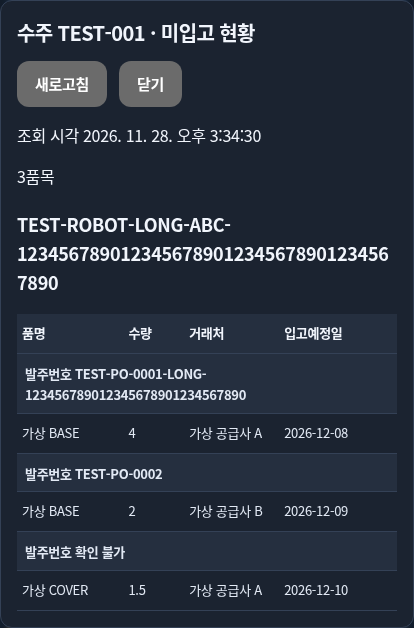 수주 TEST-001 · 미입고 현황
새로고침 닫기
조회 시각 2026. 11. 28. 오후 3:34:30
3품목
TEST-ROBOT-LONG-ABC-
1234567890123456789012345678901234567890
품명 수량 거래처 입고예정일
발주번호 TEST-PO-0001-LONG-
123456789012345678901234567890
가상 BASE 4 가상 공급사 A 2026-12-08
발주번호 TEST-PO-0002
가상 BASE 2 가상 공급사 B 2026-12-09
발주번호 확인 불가
가상 COVER 1.5 가상 공급사 A 2026-12-10